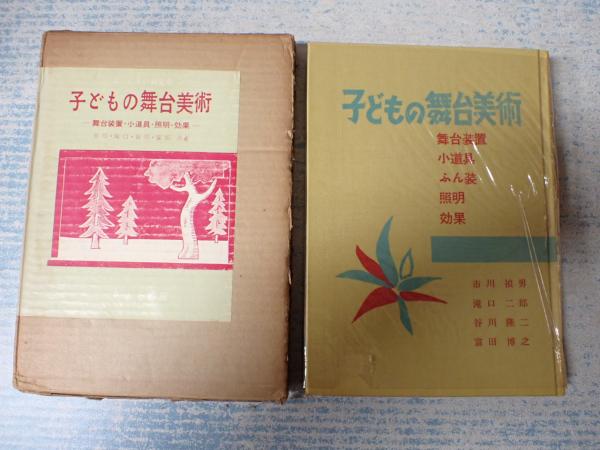 子どもの舞台美術
―舞台装置・小道具・照明・効果―
子どもの舞台美術
舞台装置
小道具
ふん装
照明
効果
市川禎男
滝口二郎
谷川隆二
富田博之